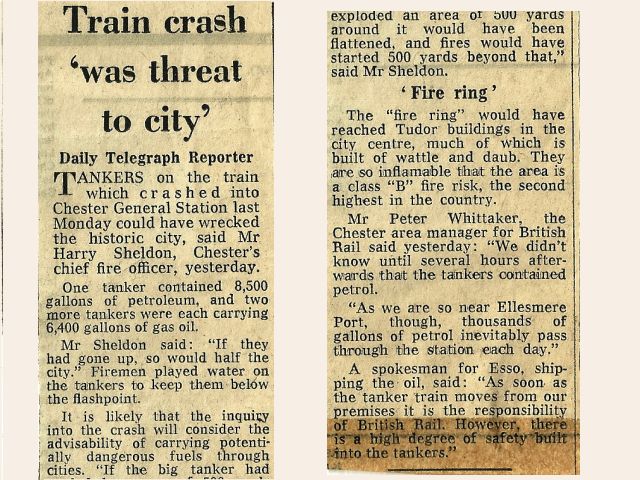 Train crash
‘was threat
to city’
Daily Telegraph Reporter
TANKERS on the train
which crashed into
Chester General Station last
Monday could have wrecked
the historic city, said Mr
Harry Sheldon, Chester's
chief fire officer, yesterday.
One tanker contained 8,500
gallons of petroleum, and two
more tankers were each carrying
6,400 gallons of gas oil.
Mr Sheldon said: "If they
had gone up, so would half the
city." Firemen played water on
the tankers to keep them below
the flashpoint.
It is likely that the inquiry
into the crash will consider the
advisability of carrying potenti-
ally dangerous fuels through
cities. "If the big tanker had
exploded an area of 500 yards
around it would have been
flattened, and fires would have
started 500 yards beyond that,"
said Mr Sheldon.
‘Fire ring’
The "fire ring" would have
reached Tudor buildings in the
city centre, much of which is
built of wattle and daub. They
are so inflamable that the area is
a class "B" fire risk, the second
highest in the country.
Mr Peter Whittaker, the
Chester area manager for British
Rail said yesterday: "We didn't
know until several hours after-
wards that the tankers contained
petrol.
"As we are so near Ellesmere
Port, though, thousands of
gallons of petrol inevitably pass
through the station each day."
A spokesman for Esso, ship-
ping the oil, said: "As soon as
the tanker train moves from our
premises it is the responsibility
of British Rail. However, there
is a high degree of safety built
into the tankers."